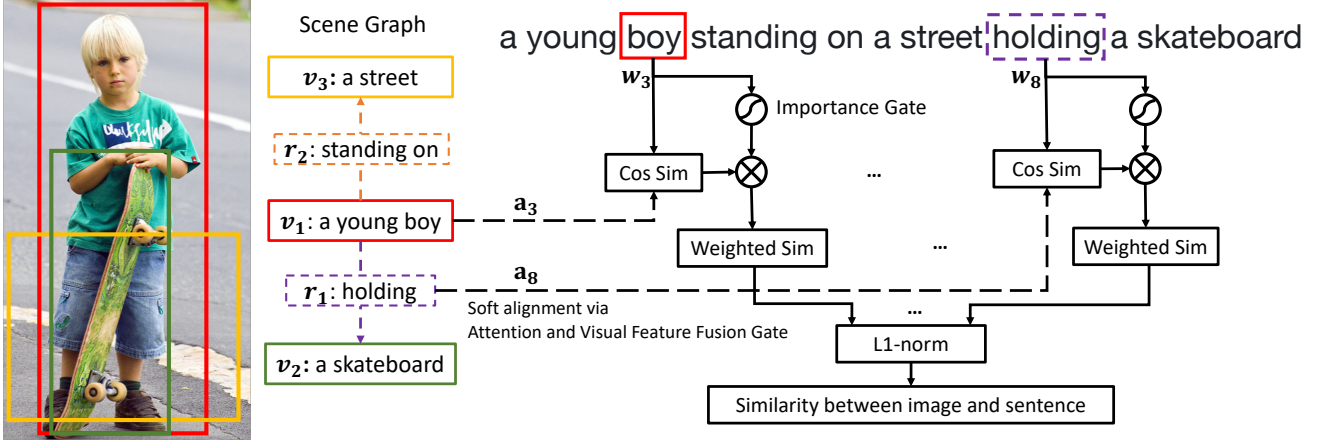 Scene Graph
a young boy standing on a street holding a skateboard
v3: a street
w3
w8
Importance Gate
r2: standing on
Cos Sim
...
Cos Sim
a3
v1: a young boy
Weighted Sim
...
Weighted Sim
a8
r1: holding
Soft alignment via
Attention and Visual Feature Fusion Gate
...
L1-norm
v2: a skateboard
Similarity between image and sentence